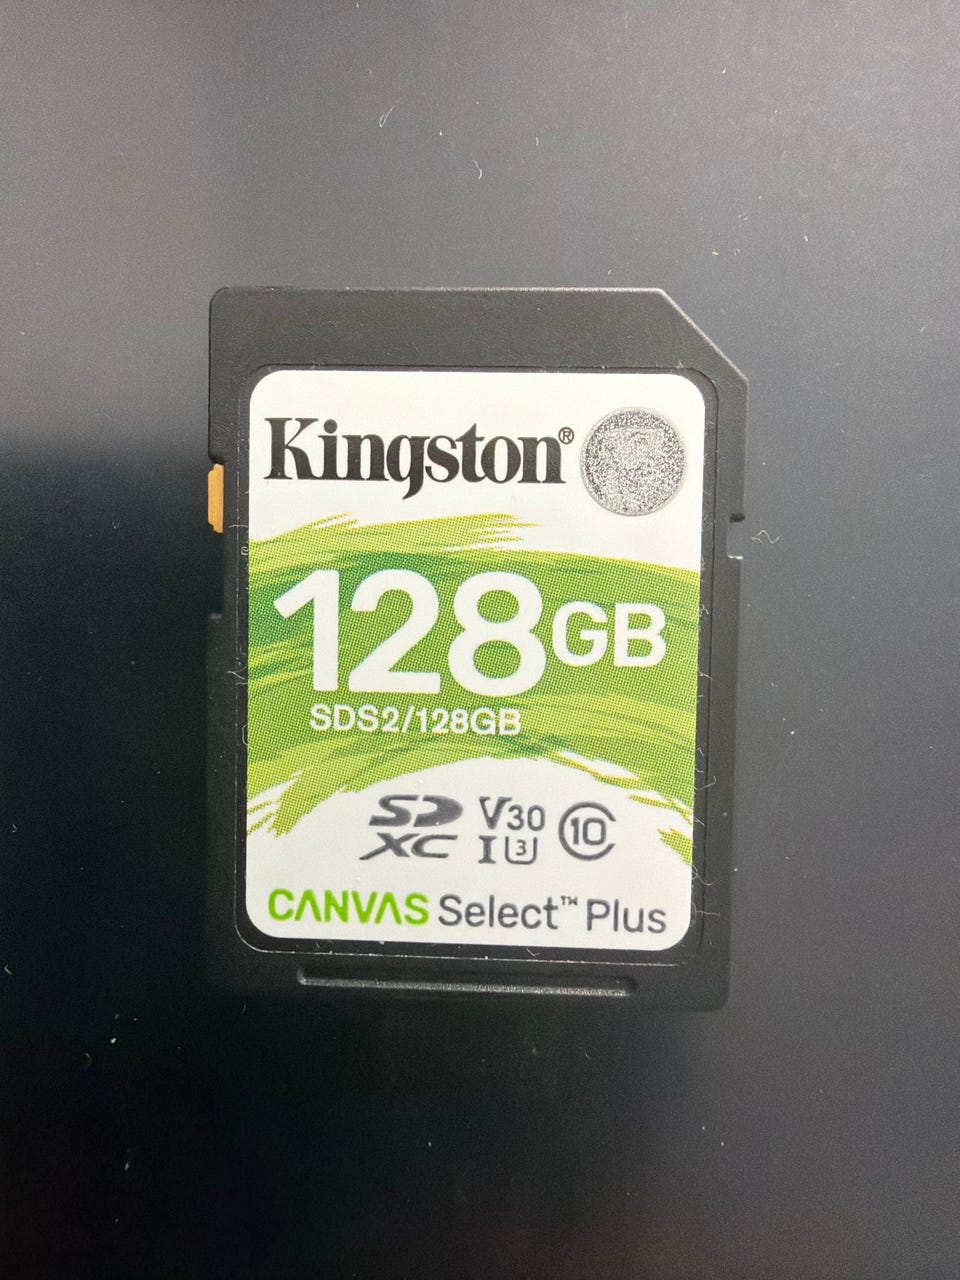 Kingston®
128GB
SDS2/128GB
SD XC V30 I U3 10
CANVAS Select™ Plus